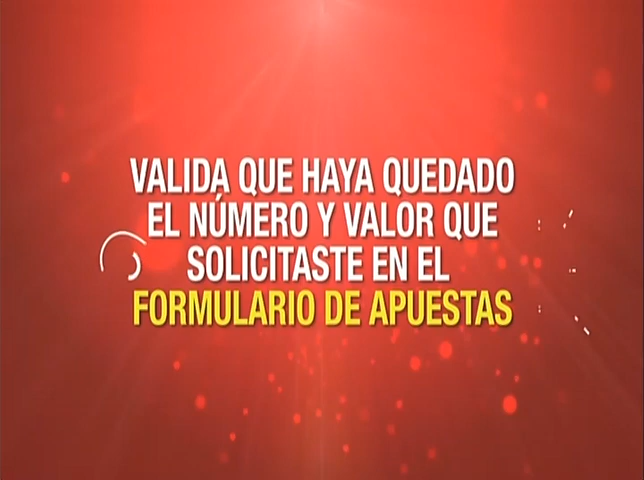 VALIDA QUE HAYA QUEDADO
EL NÚMERO Y VALOR QUE
SOLICITASTE EN EL
FORMULARIO DE APUESTAS